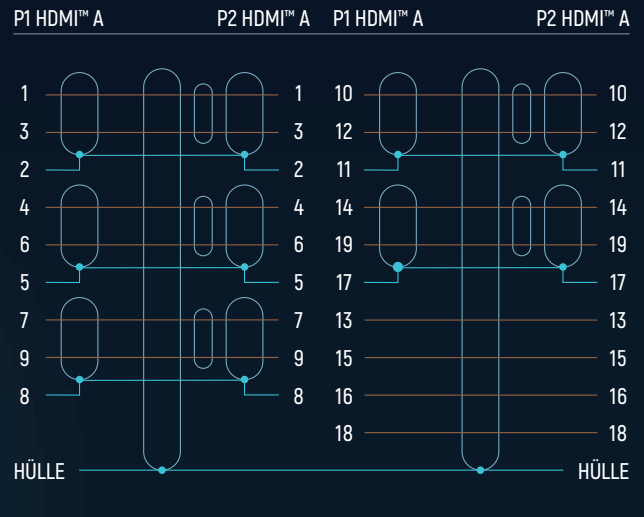 P1 HDMI™ A P2 HDMI™ A P1 HDMI™ A P2 HDMI™ A
1 1 10 10
3 3 12 12
2 2 11 11
4 4 14 14
6 6 19 19
5 5 17 17
7 7 13 13
9 9 15 15
8 8 16 16
18 18
HÜLLE HÜLLE